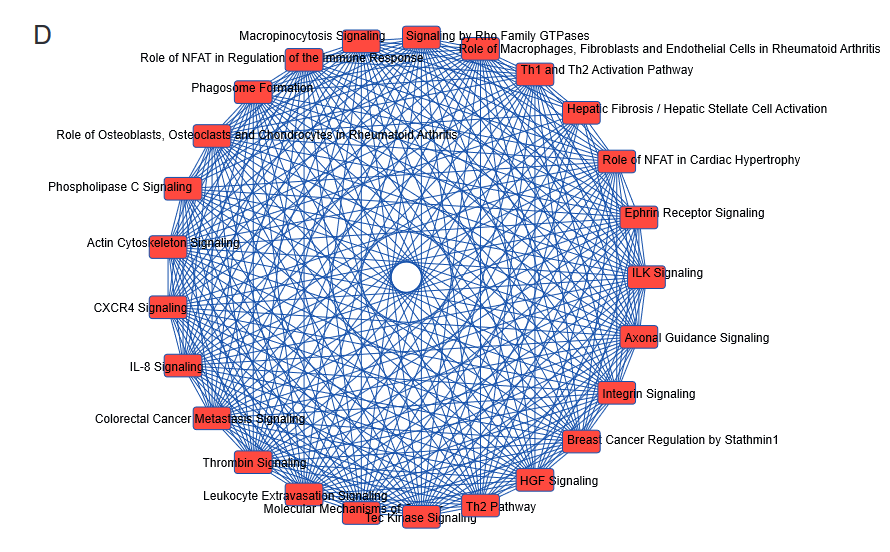 D
Macropinocytosis Signaling
Signaling by Rho Family GTPases
Role of Macrophages, Fibroblasts and Endothelial Cells in Rheumatoid Arthritis
Role of NFAT in Regulation of the Immune Response
Th1 and Th2 Activation Pathway
Phagosome Formation
Hepatic Fibrosis / Hepatic Stellate Cell Activation
Role of Osteoblasts, Osteoclasts and Chondrocytes in Rheumatoid Arthritis
Role of NFAT in Cardiac Hypertrophy
Phospholipase C Signaling
Ephrin Receptor Signaling
Actin Cytoskeleton Signaling
ILK Signaling
CXCR4 Signaling
Axonal Guidance Signaling
IL-8 Signaling
Integrin Signaling
Colorectal Cancer Metastasis Signaling
Breast Cancer Regulation by Stathmin1
Thrombin Signaling
HGF Signaling
Leukocyte Extravasation Signaling
Molecular Mechanisms of
Th2 Pathway
Tec Kinase Signaling